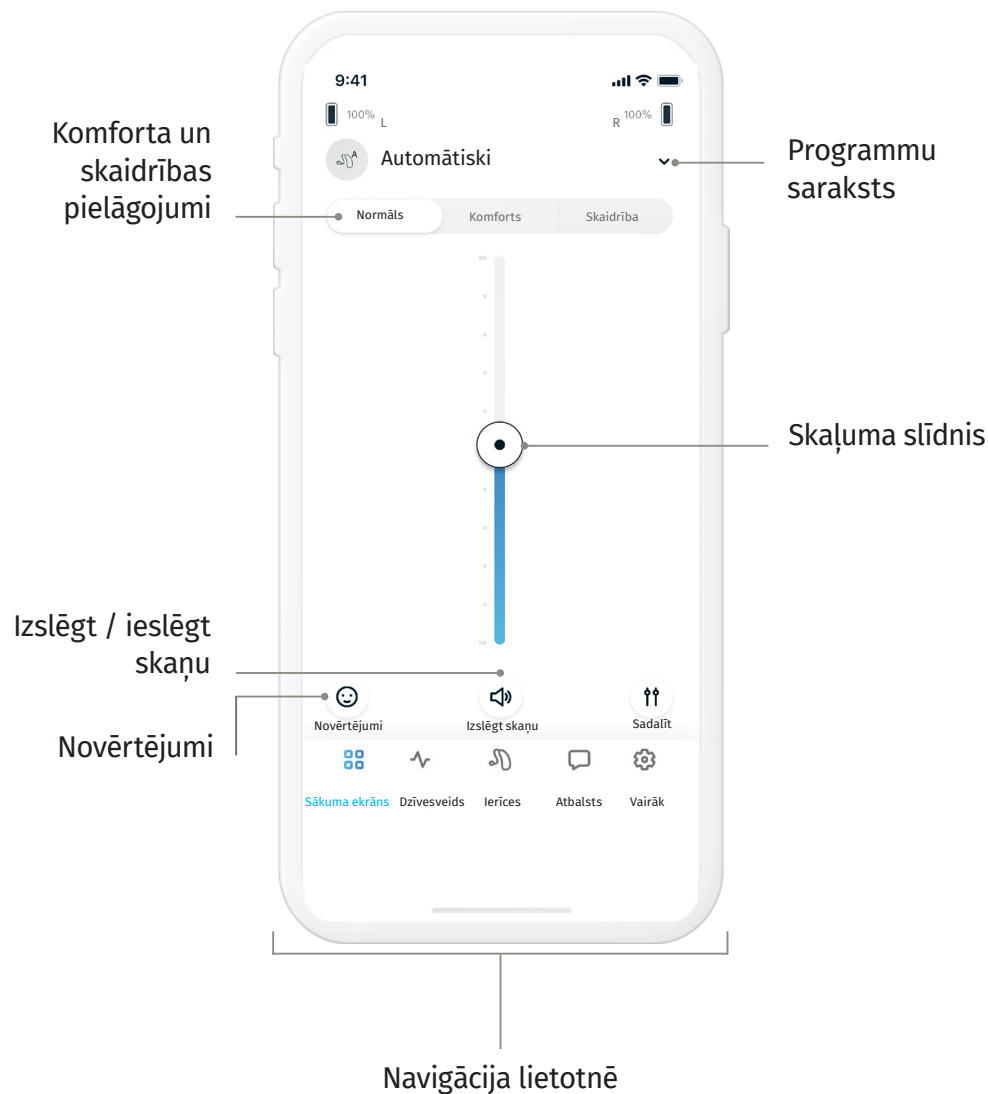 9:41
100% L
R 100%
Komforta un
skaidrības
pielāgojumi
Automātiski
Programmu
saraksts
Normāls Komforts Skaidrība
Skaļuma slīdnis
Izslēgt / ieslēgt
skaņu
Novērtējumi
Novērtējumi Izslēgt skaņu Sadalīt
Sākuma ekrāns Dzīvesveids Ierīces Atbalsts Vairāk
Navigācija lietotnē